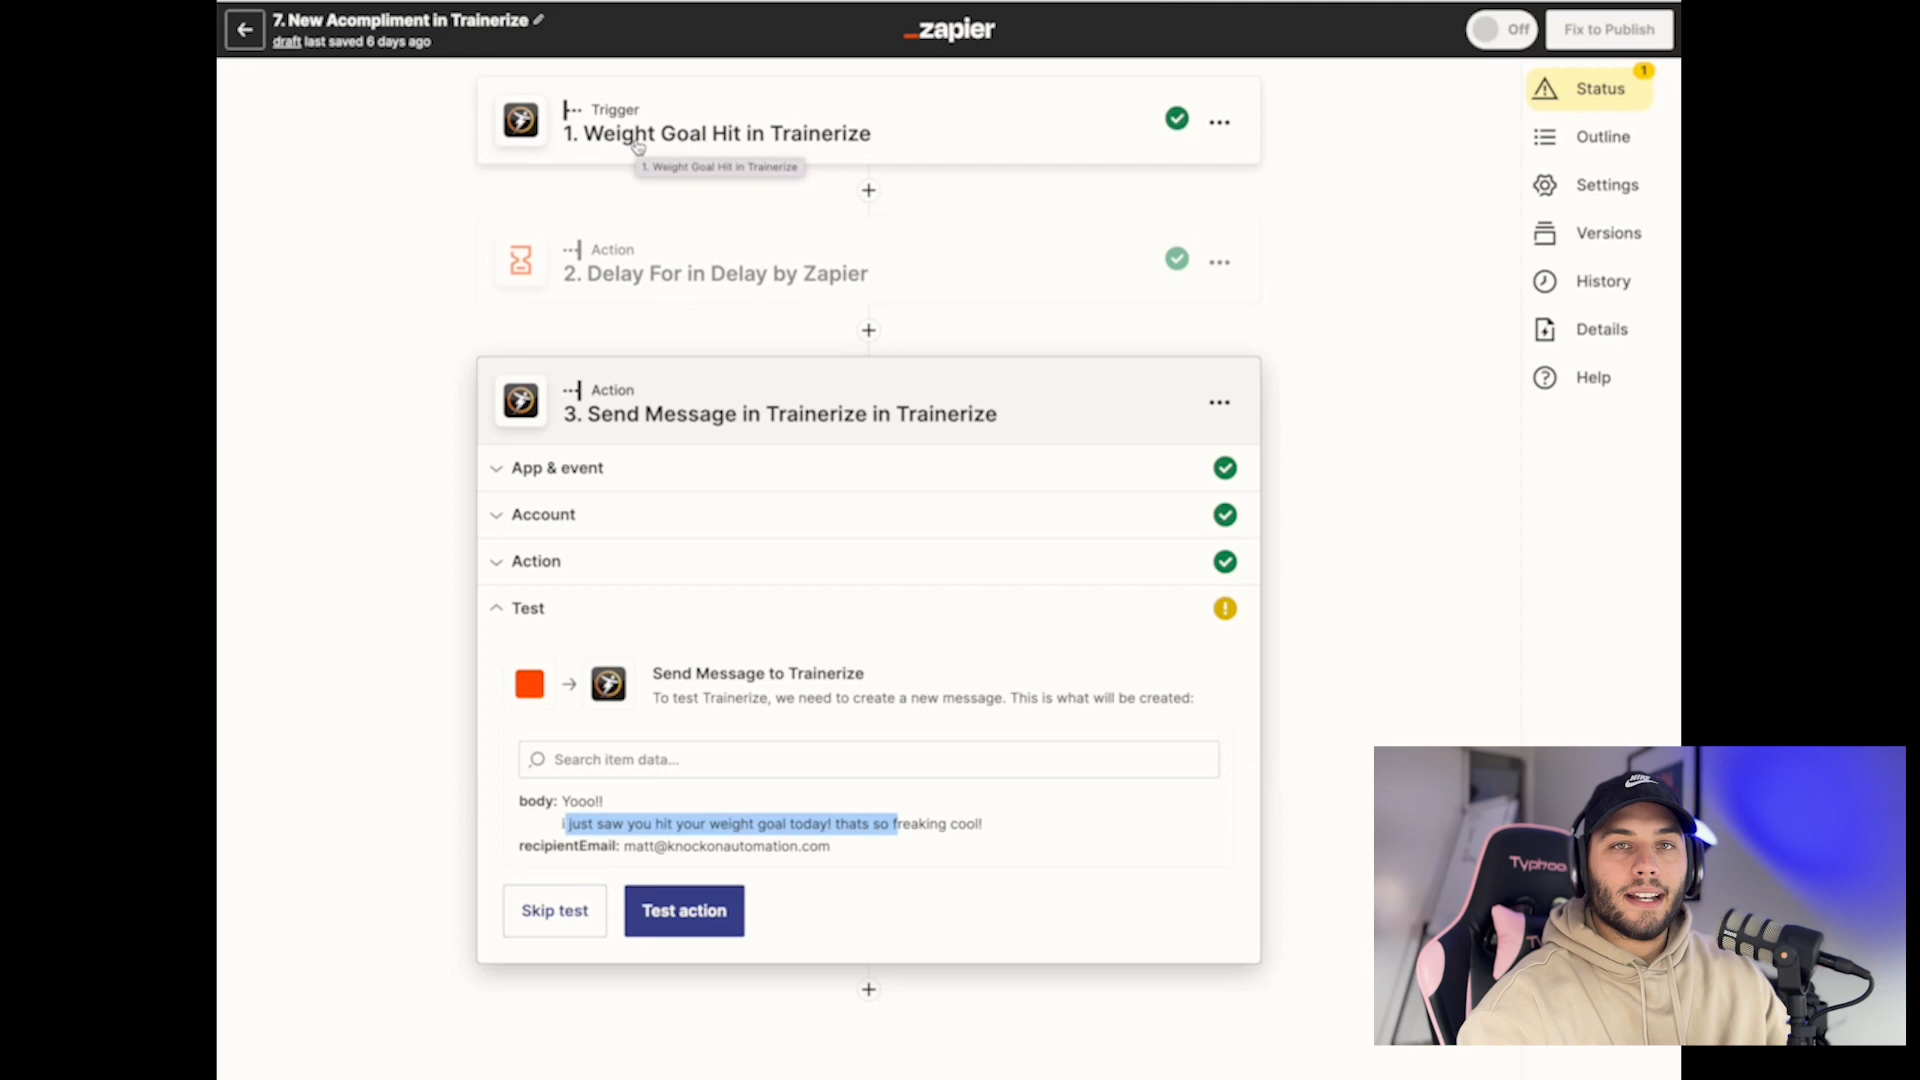 7. New Acompliment in Trainerize
draft last saved 6 days ago
zapier
Off
Fix to Publish
Trigger
1. Weight Goal Hit in Trainerize
1. Weight Goal Hit in Trainerize
Action
2. Delay For in Delay by Zapier
Action
3. Send Message in Trainerize in Trainerize
App & event
Account
Action
Test
Send Message to Trainerize
To test Trainerize, we need to create a new message. This is what will be created:
Search item data...
body: Yooo!!
i just saw you hit your weight goal today! thats so freaking cool!
recipientEmail: matt@knockonautomation.com
Skip test
Test action
1
Status
Outline
Settings
Versions
History
Details
Help
NIKE
Typhoo
RODE